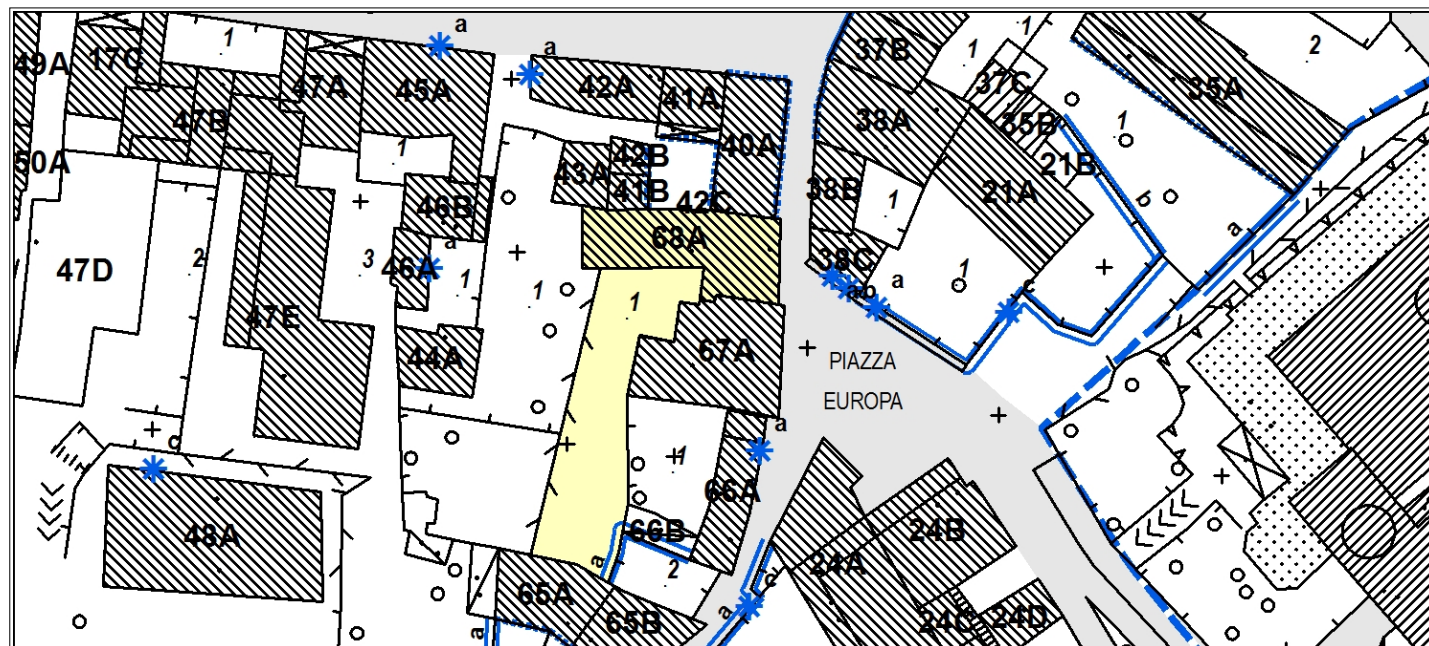 a
49A
17C
1
a
37B
1
1
2
47A
45A
42A
41A
37C
35A
47B
38A
35B
1
50A
1
42B
40A
21B
43A
41B
38B
1
21A
46B
42C
b
68A
a
47D
2
3
46A
a
1
1
1
38C
ab
a
1
c
47E
44A
67A
PIAZZA
EUROPA
c
1
a
66A
48A
66B
24B
a
2
24A
c
65A
a
65B
a
24C
24D